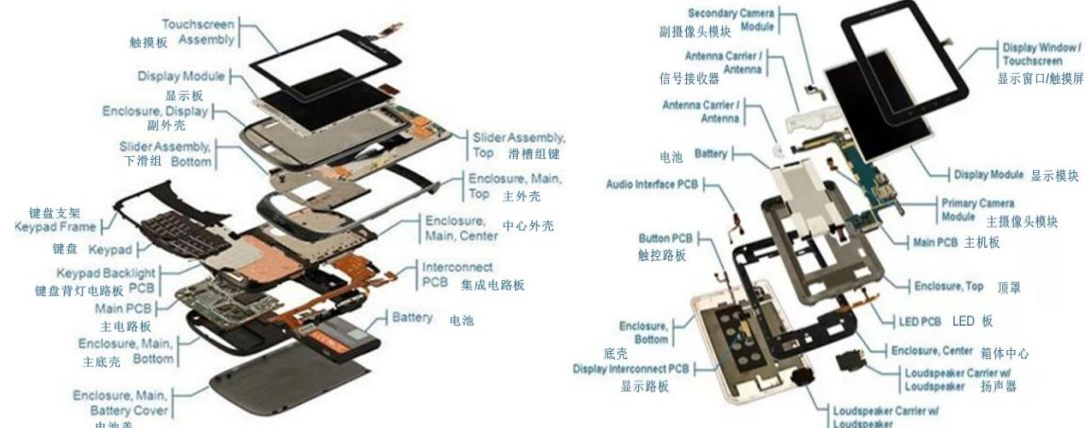 Touchscreen
Assembly
触摸板
Display Module
显示板
Enclosure, Display
副外壳
Slider Assembly,
下滑组 Bottom
Slider Assembly,
Top 滑槽组键
Enclosure, Main,
Top 主外壳
键盘支架
Keypad Frame
Enclosure, 中心外壳
Main, Center
键盘 Keypad
Keypad Backlight
PCB
键盘背灯电路板
Interconnect
PCB 集成电路板
Main PCB
主电路板
Battery 电池
Enclosure, Main,
主底壳 Bottom
Enclosure, Main,
Battery Cover
电池盖
Secondary Camera
副摄像头模块 Module
Antenna Carrier /
信号接收器 Antenna
Display Window /
Touchscreen
显示窗口/触摸屏
Antenna Carrier /
Antenna
电池 Battery
Display Module 显示模块
Audio Interface PCB
Primary Camera
Module 主摄像头模块
Button PCB
触控路板
Main PCB 主机板
Enclosure, Top 顶罩
LED PCB LED 板
Enclosure,
Bottom
底壳
Enclosure, Center 箱体中心
Display Interconnect PCB
显示路板
Loudspeaker Carrier w/
Loudspeaker 扬声器
Loudspeaker Carrier w/
Loudspeaker